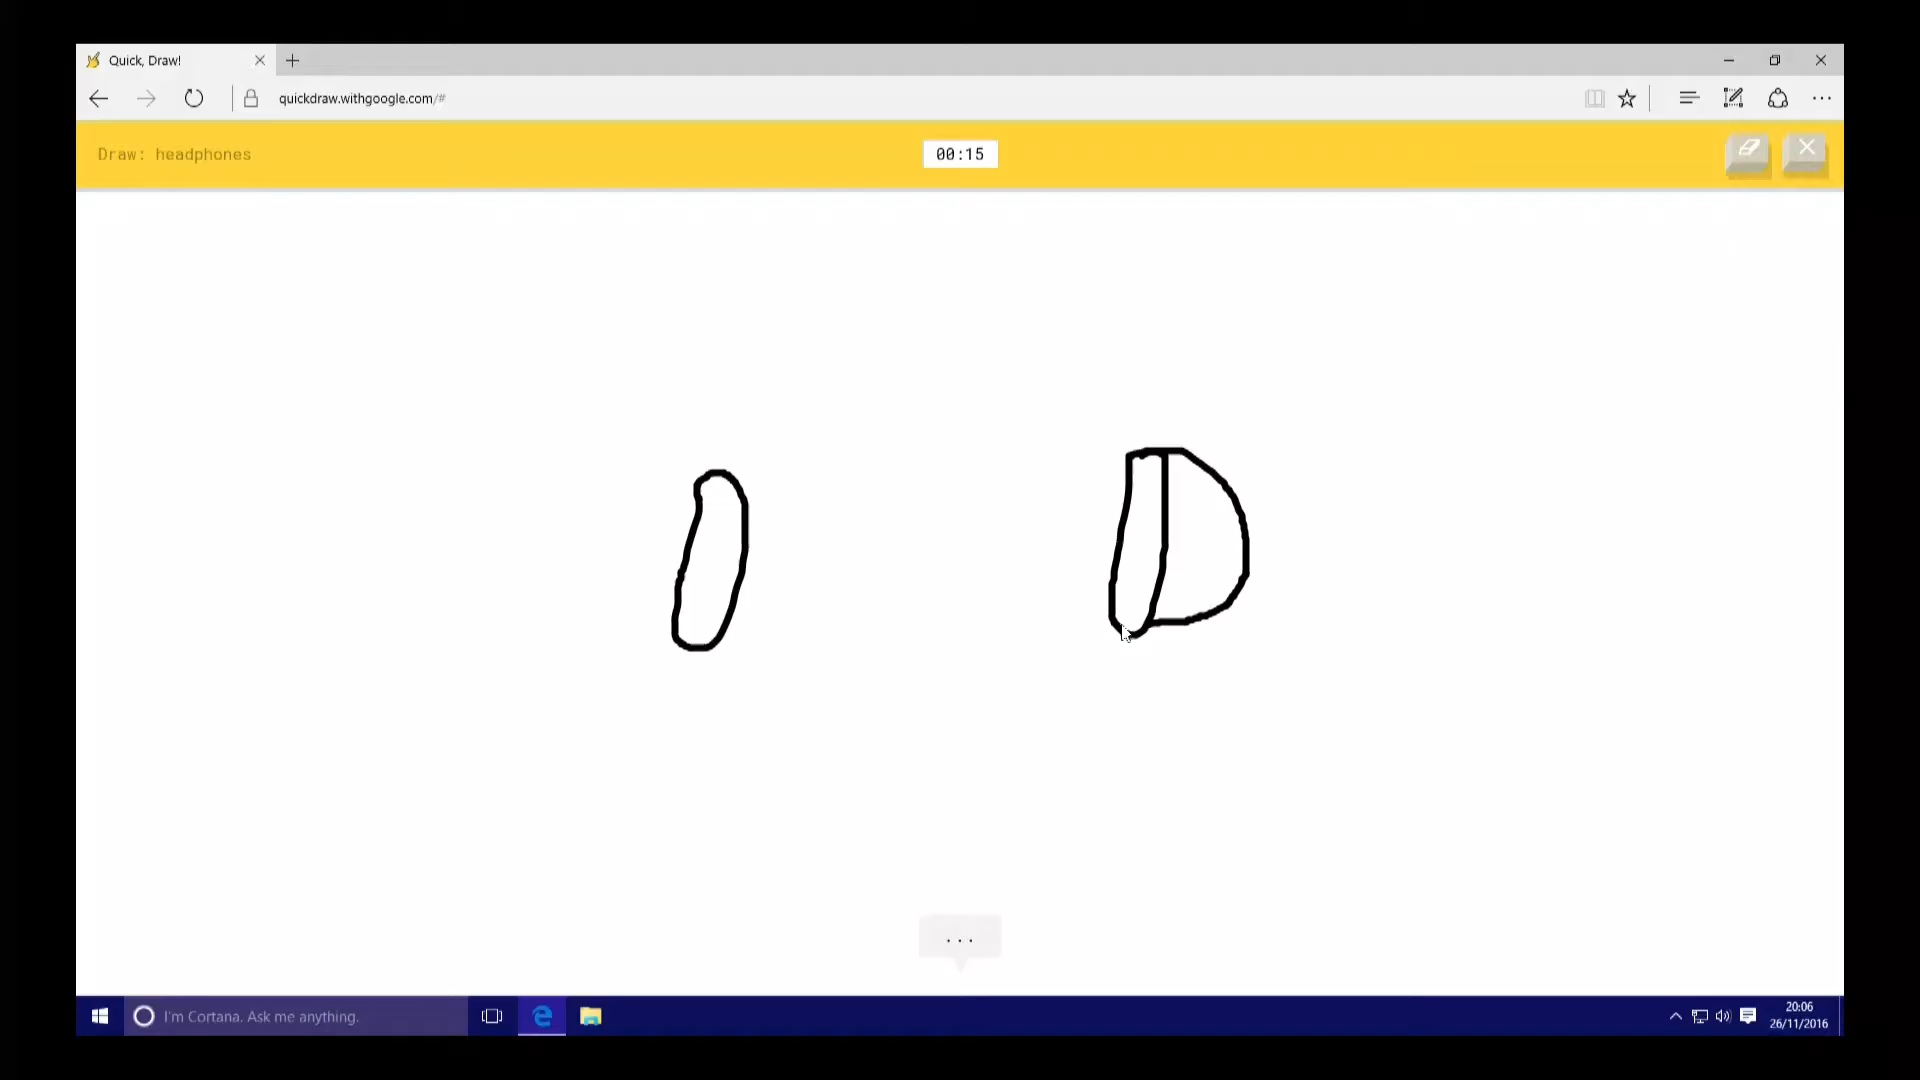 Quick, Draw!
quickdraw.withgoogle.com/#
Draw: headphones
00:15
...
I'm Cortana. Ask me anything.
20:06
26/11/2016